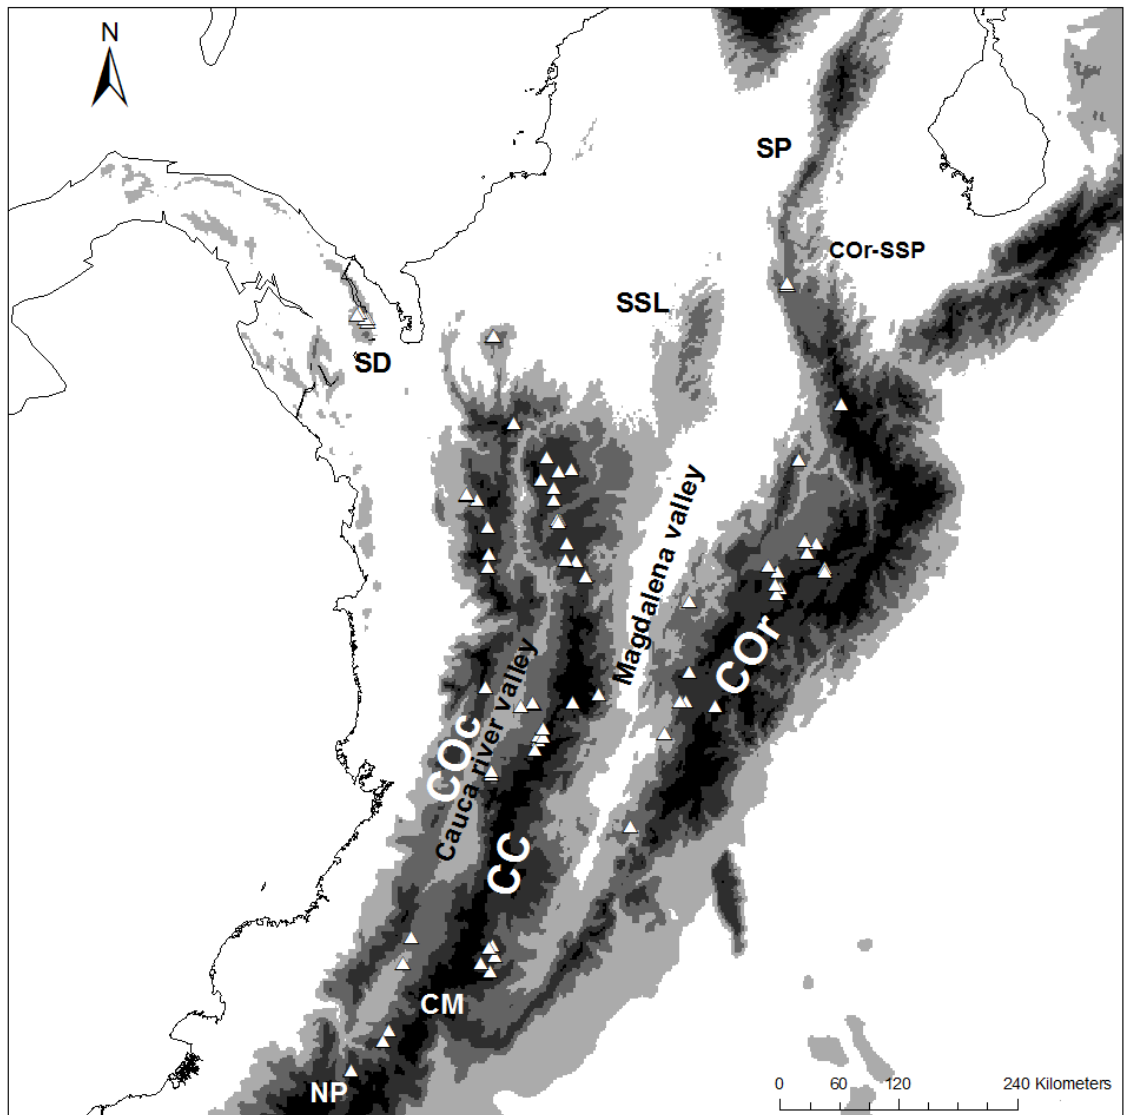 N
SP
COr-SSP
SSL
SD
Magdalena valley
COr
COc
Cauca river valley
CC
CM
NP
0 60 120 240 Kilometers